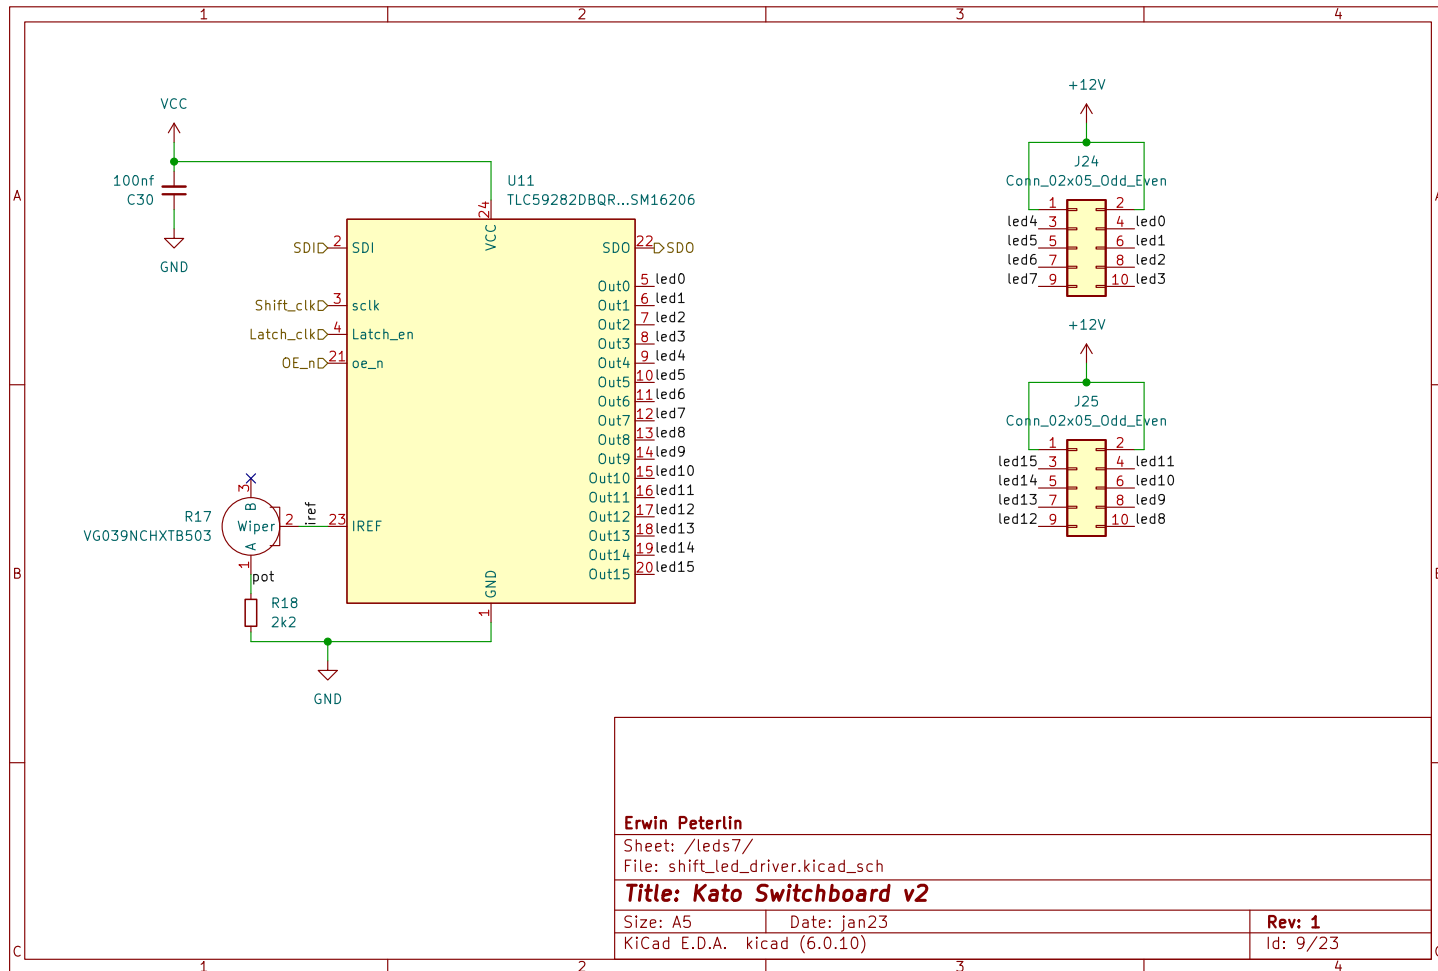 1 2 3 4
+12V
VCC
J24
Conn_02x05_Odd_Even
100nf
C30
U11
TLC59282DBQR...SM16206
A
24
VCC
1 2
led4 3 4 led0
led5 5 6 led1
led6 7 8 led2
led7 9 10 led3
GND
SDI 2 SDI
SDO 22 SDO
Shift_clk 3 sclk
Latch_clk 4 Latch_en
OE_n 21 oe_n
Out0 5 led0
Out1 6 led1
Out2 7 led2
Out3 8 led3
Out4 9 led4
Out5 10 led5
Out6 11 led6
Out7 12 led7
Out8 13 led8
Out9 14 led9
Out10 15 led10
Out11 16 led11
Out12 17 led12
Out13 18 led13
Out14 19 led14
Out15 20 led15
+12V
J25
Conn_02x05_Odd_Even
1 2
led15 3 4 led11
led14 5 6 led10
led13 7 8 led9
led12 9 10 led8
R17
VG039NCHXTB503
3
B
Wiper 2
A
1
iref
23 IREF
pot
B
R18
2k2
GND
1
GND
Erwin Peterlin
Sheet: /leds7/
File: shift_led_driver.kicad_sch
Title: Kato Switchboard v2
Size: A5 Date: jan23 Rev: 1
KiCad E.D.A. kicad (6.0.10) Id: 9/23
C
1 2 3 4